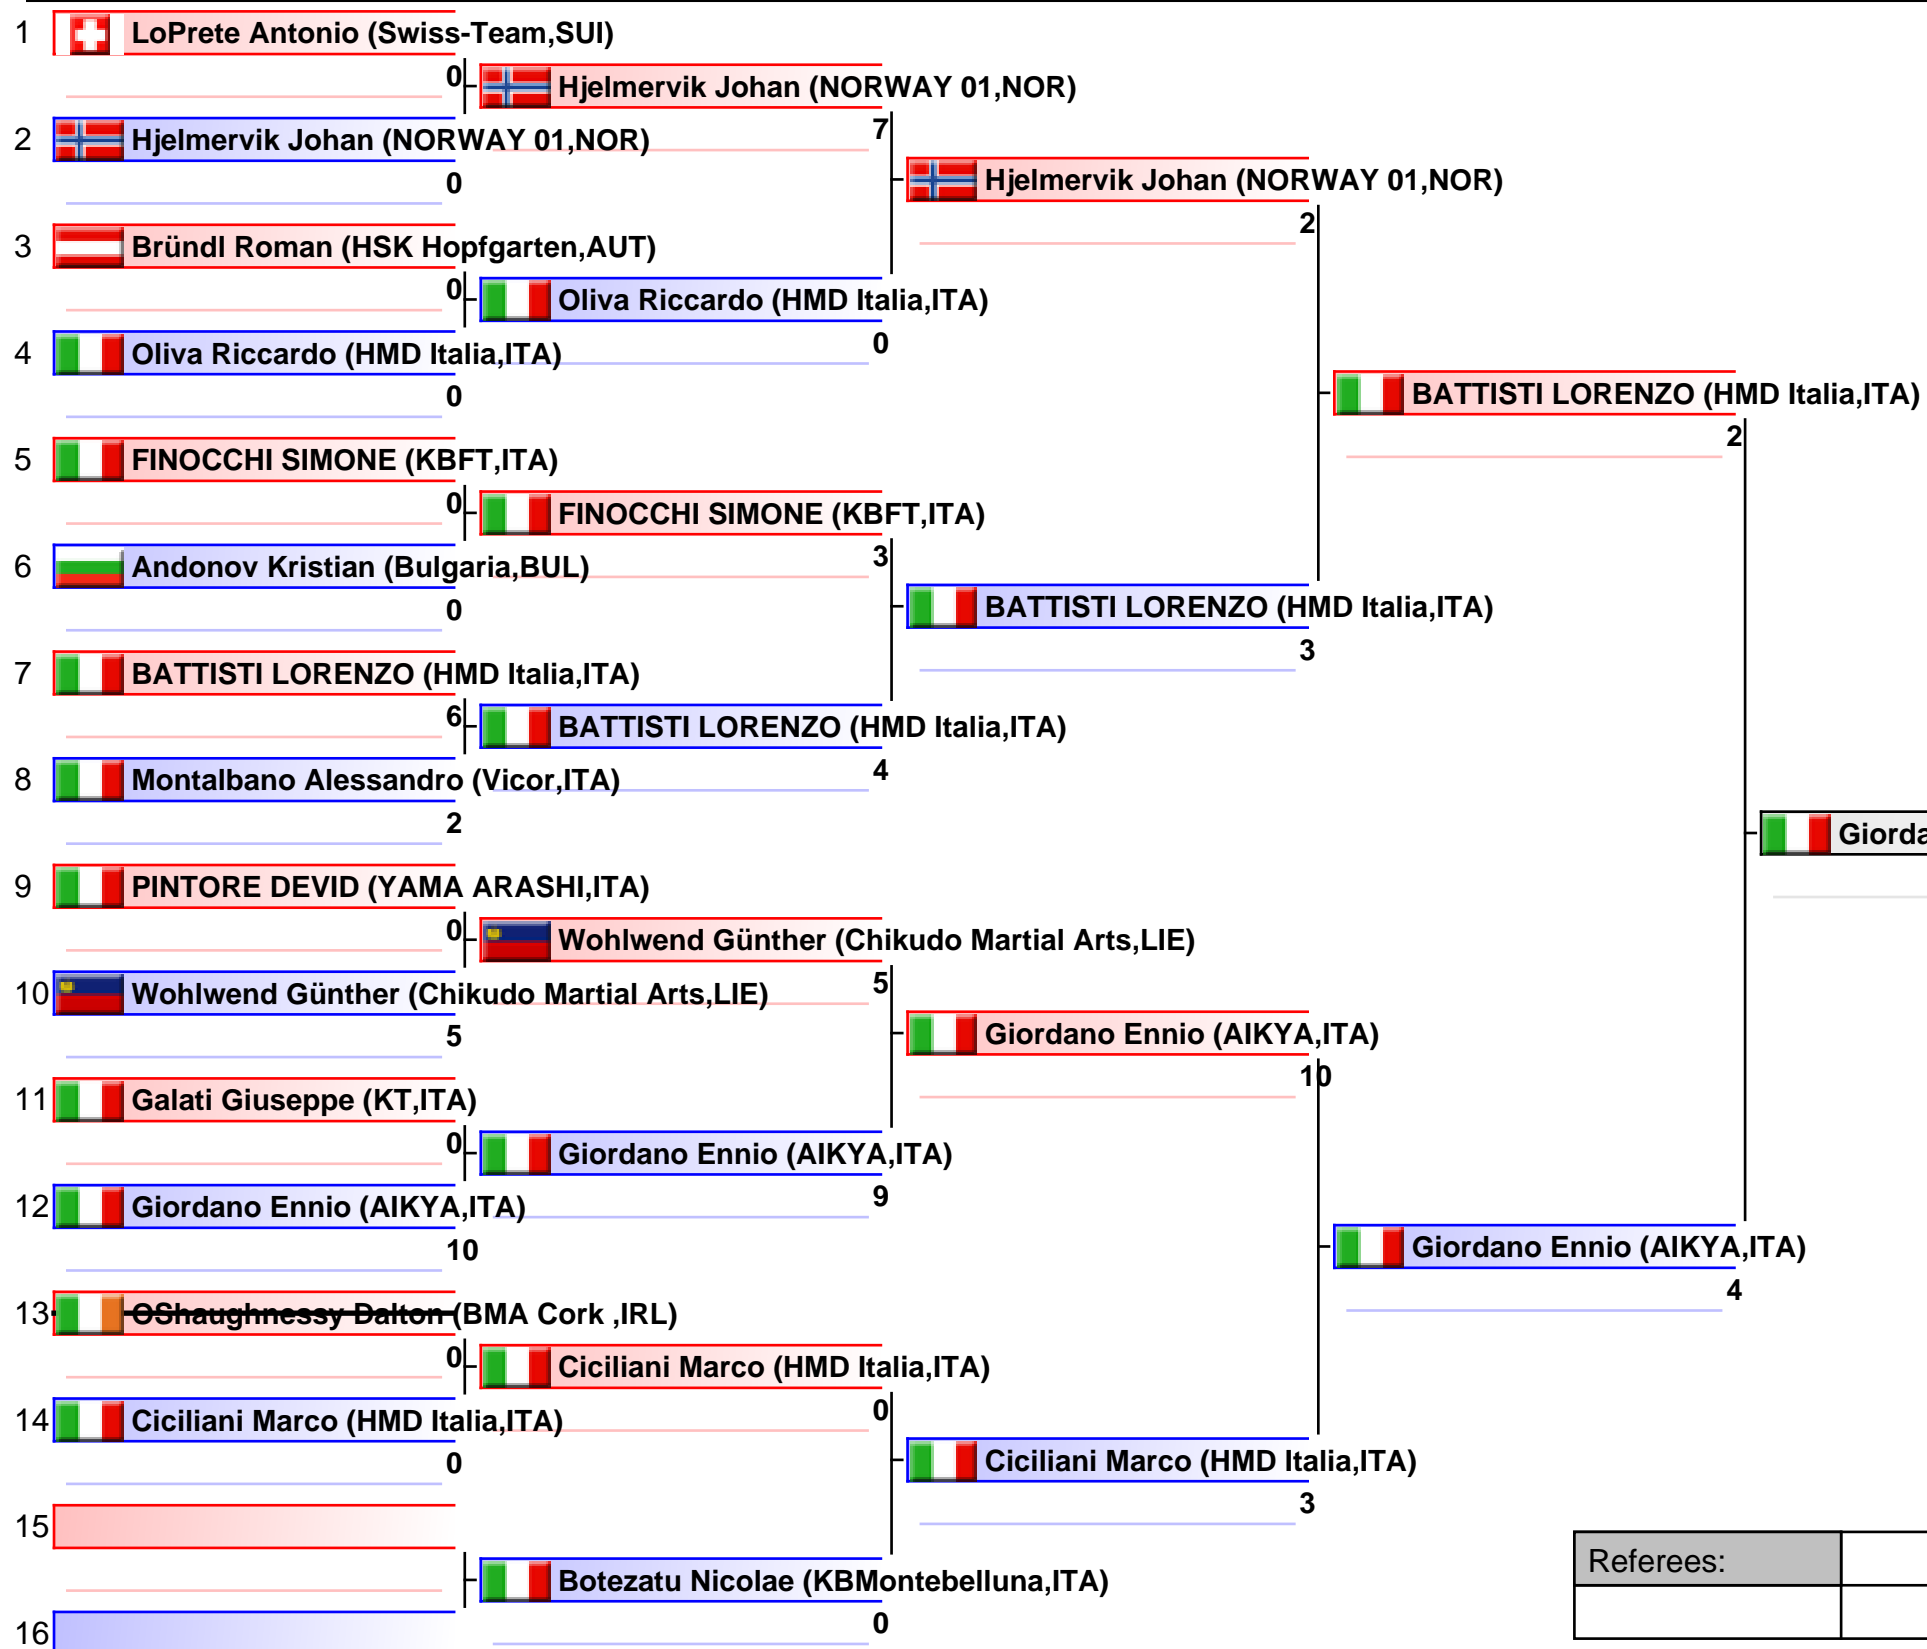 1 LoPrete Antonio (Swiss-Team,SUI)
0
Hjelmervik Johan (NORWAY 01,NOR)
7
2 Hjelmervik Johan (NORWAY 01,NOR)
0
Hjelmervik Johan (NORWAY 01,NOR)
2
3 Bründl Roman (HSK Hopfgarten,AUT)
0
Oliva Riccardo (HMD Italia,ITA)
0
4 Oliva Riccardo (HMD Italia,ITA)
0
BATTISTI LORENZO (HMD Italia,ITA)
2
5 FINOCCHI SIMONE (KBFT,ITA)
0
FINOCCHI SIMONE (KBFT,ITA)
3
6 Andonov Kristian (Bulgaria,BUL)
0
BATTISTI LORENZO (HMD Italia,ITA)
3
7 BATTISTI LORENZO (HMD Italia,ITA)
6
BATTISTI LORENZO (HMD Italia,ITA)
4
8 Montalbano Alessandro (Vicor,ITA)
2
Giorda
9 PINTORE DEVID (YAMA ARASHI,ITA)
0
Wohlwend Günther (Chikudo Martial Arts,LIE)
5
10 Wohlwend Günther (Chikudo Martial Arts,LIE)
5
Giordano Ennio (AIKYA,ITA)
10
11 Galati Giuseppe (KT,ITA)
0
Giordano Ennio (AIKYA,ITA)
9
12 Giordano Ennio (AIKYA,ITA)
10
Giordano Ennio (AIKYA,ITA)
4
13 OShaughnessy Dalton (BMA Cork ,IRL)
0
Ciciliani Marco (HMD Italia,ITA)
0
14 Ciciliani Marco (HMD Italia,ITA)
0
Ciciliani Marco (HMD Italia,ITA)
3
15
Botezatu Nicolae (KBMontebelluna,ITA)
0
16
Referees: